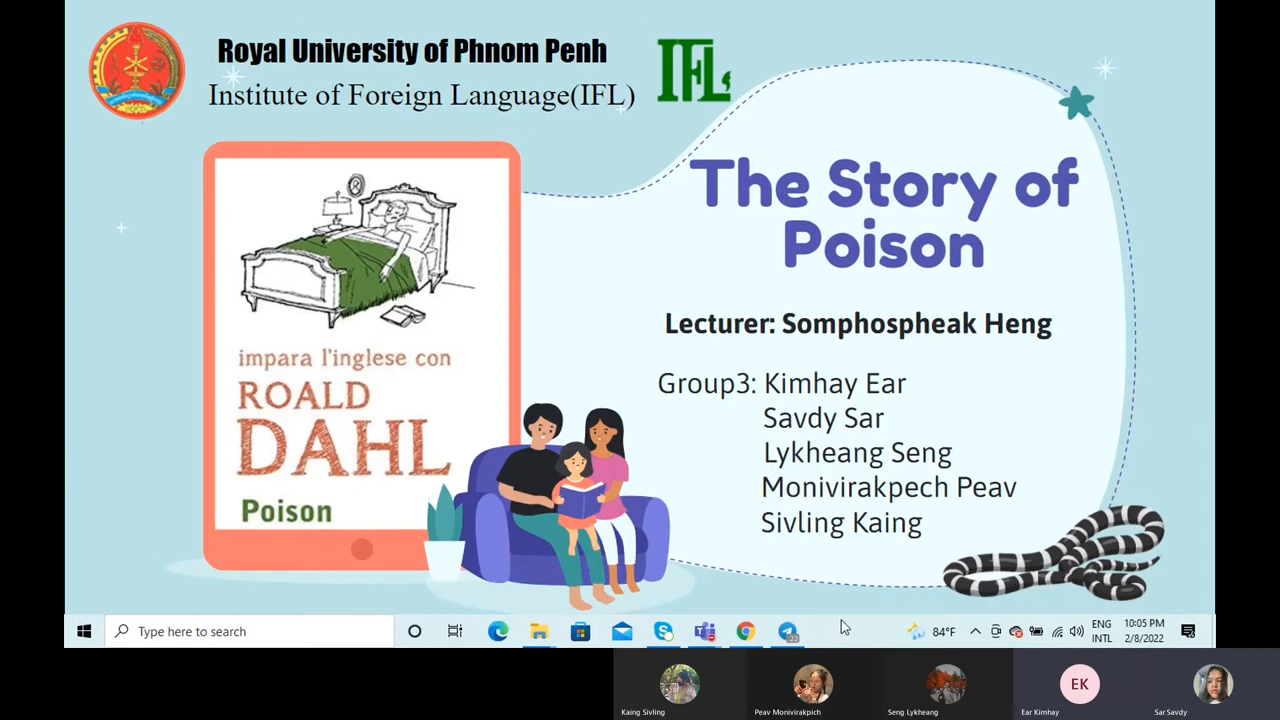 Royal University of Phnom Penh
Institute of Foreign Language(IFL)
IFL
The Story of
Poison
impara l'inglese con
ROALD
DAHL
Poison
Lecturer: Somphospheak Heng
Group3: Kimhay Ear
Savdy Sar
Lykheang Seng
Monivirakpech Peav
Sivling Kaing
Type here to search
22
84°F
ENG
INTL
10:05 PM
2/8/2022
Kaing Sivling
Peav Monivirakpich
Seng Lykheang
EK
Ear Kimhay
Sar Savdy